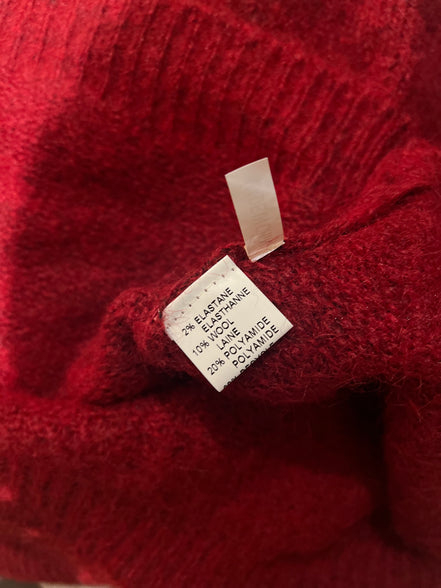 2% ELASTANE
ELASTHANNE
10% WOOL
LAINE
20% POLYAMIDE
POLYAMIDE